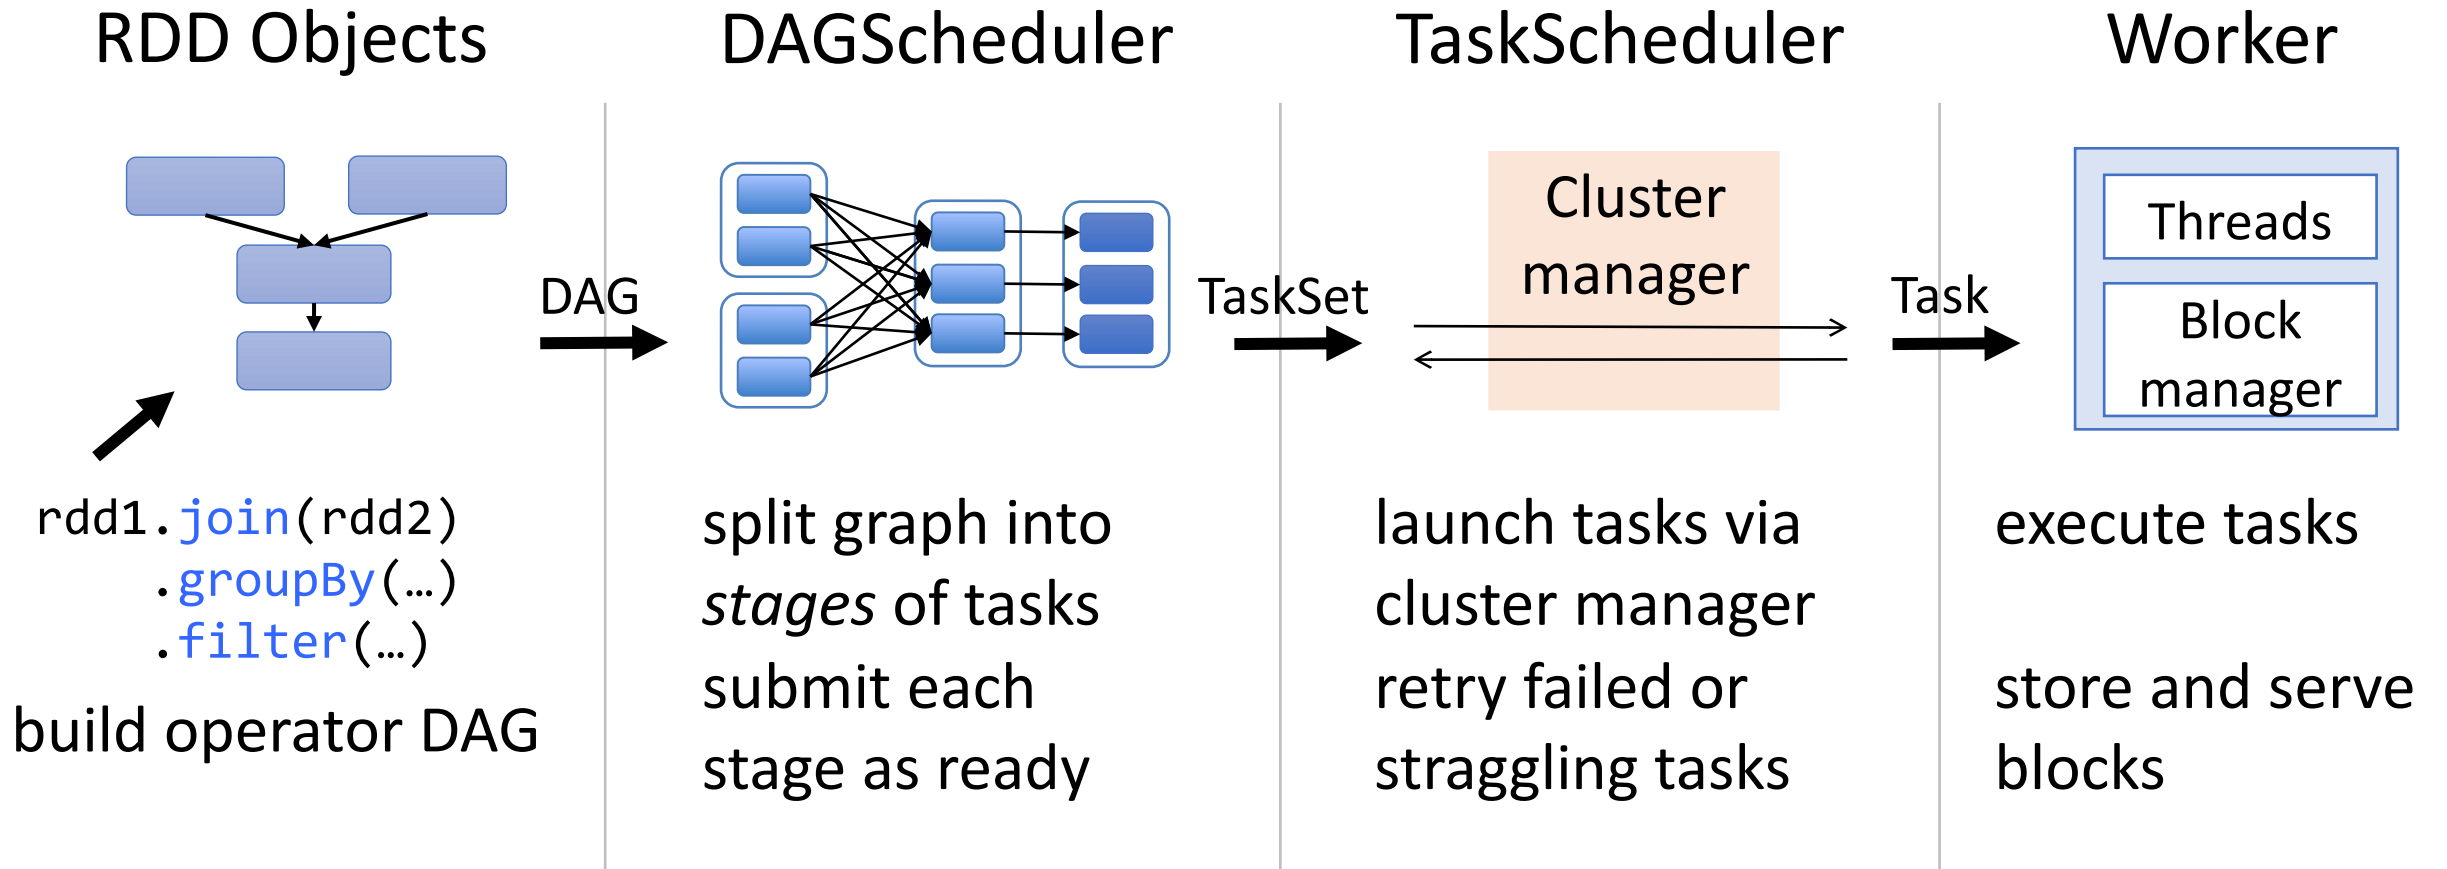 RDD Objects
rdd1.join(rdd2)
.groupBy(…)
.filter(…)
build operator DAG
DAG
DAGScheduler
split graph into
stages of tasks
submit each
stage as ready
TaskSet
TaskScheduler
Cluster
manager
launch tasks via
cluster manager
retry failed or
straggling tasks
Task
Worker
Threads
Block
manager
execute tasks
store and serve
blocks